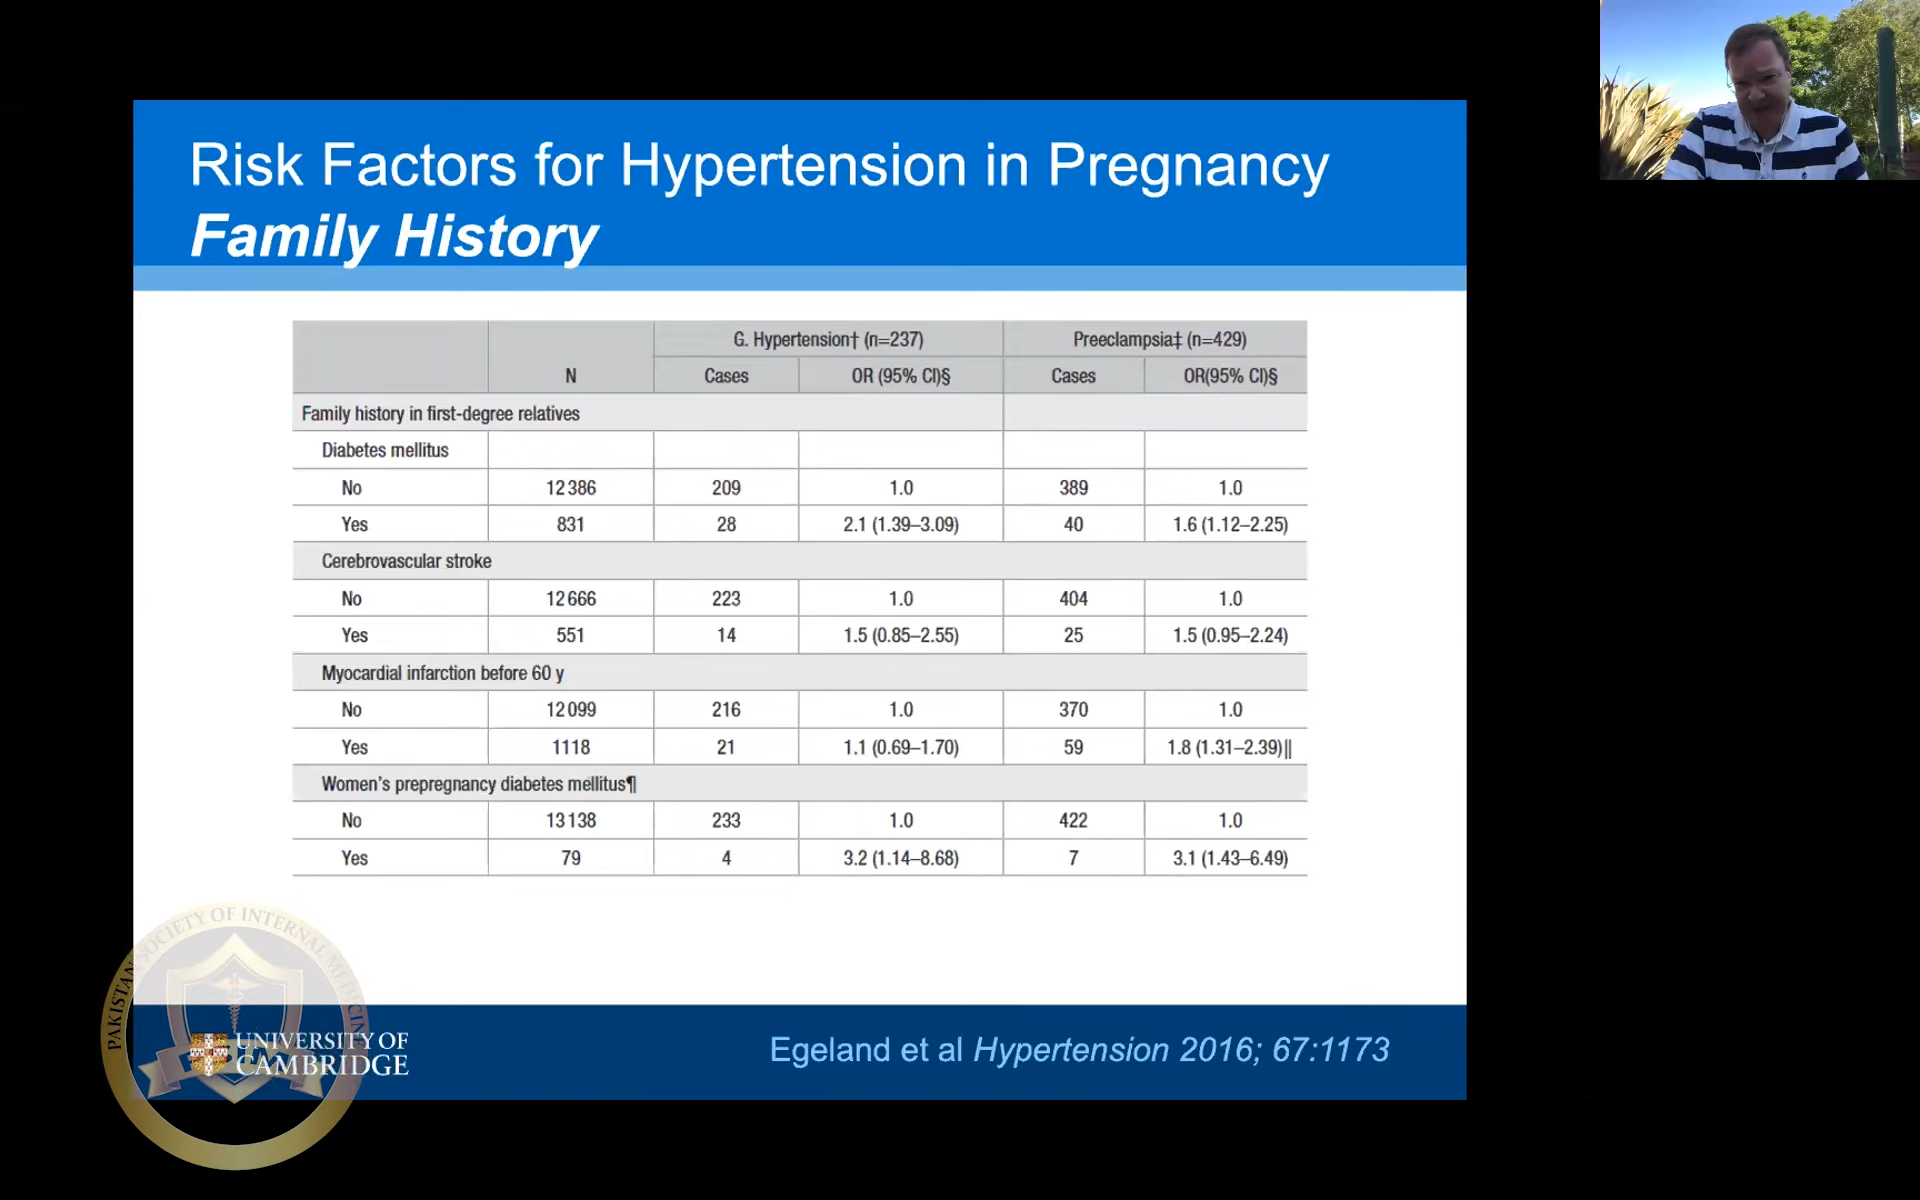 Risk Factors for Hypertension in Pregnancy
Family History
G. Hypertension† (n=237) Preeclampsia‡ (n=429)
N Cases OR (95% CI)§ Cases OR(95% CI)§
Family history in first-degree relatives
Diabetes mellitus
No 12 386 209 1.0 389 1.0
Yes 831 28 2.1 (1.39–3.09) 40 1.6 (1.12–2.25)
Cerebrovascular stroke
No 12 666 223 1.0 404 1.0
Yes 551 14 1.5 (0.85–2.55) 25 1.5 (0.95–2.24)
Myocardial infarction before 60 y
No 12 099 216 1.0 370 1.0
Yes 1118 21 1.1 (0.69–1.70) 59 1.8 (1.31–2.39)||
Women's prepregnancy diabetes mellitus¶
No 13 138 233 1.0 422 1.0
Yes 79 4 3.2 (1.14–8.68) 7 3.1 (1.43–6.49)
PAKISTAN SOCIETY OF INTERNAL MEDICINE
UNIVERSITY OF
CAMBRIDGE
Egeland et al Hypertension 2016; 67:1173